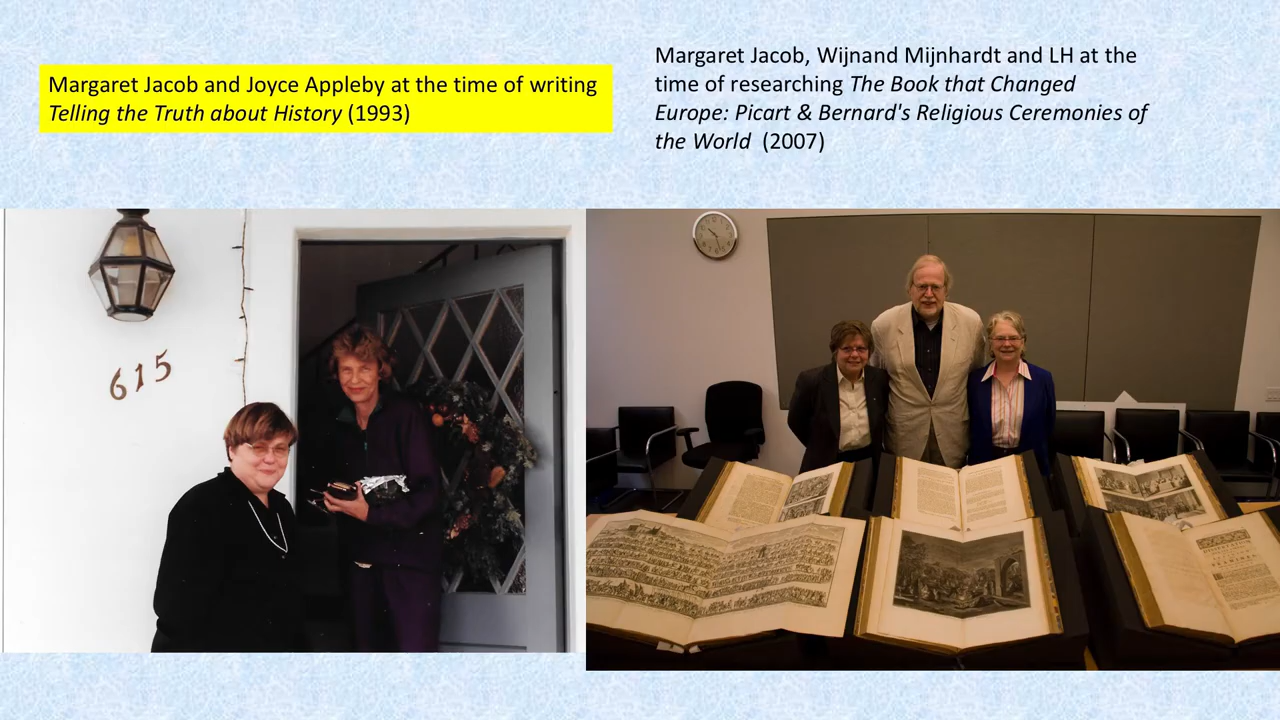 Margaret Jacob and Joyce Appleby at the time of writing
Telling the Truth about History (1993)
Margaret Jacob, Wijnand Mijnhardt and LH at the
time of researching The Book that Changed
Europe: Picart & Bernard's Religious Ceremonies of
the World (2007)
615